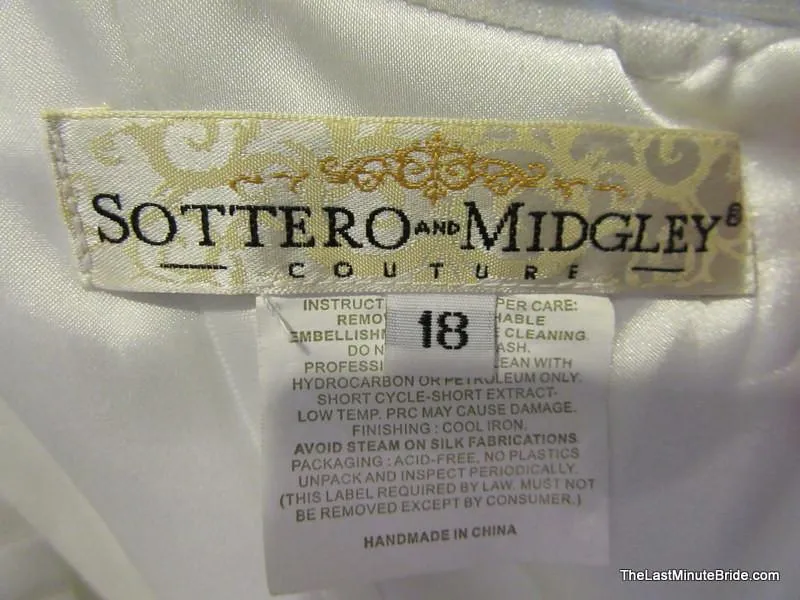 SOTTERO AND MIDGLEY®
COUTURE
18
INSTRUCT PER CARE:
REMO HABLE
EMBELLISHM E CLEANING.
DO N ASH.
PROFESSI EAN WITH
HYDROCARBON OR PETROLEUM ONLY.
SHORT CYCLE-SHORT EXTRACT-
LOW TEMP. PRC MAY CAUSE DAMAGE.
FINISHING : COOL IRON.
AVOID STEAM ON SILK FABRICATIONS.
PACKAGING : ACID-FREE, NO PLASTICS
UNPACK AND INSPECT PERIODICALLY.
(THIS LABEL REQUIRED BY LAW. MUST NOT
BE REMOVED EXCEPT BY CONSUMER.)
HANDMADE IN CHINA
TheLastMinuteBride.com